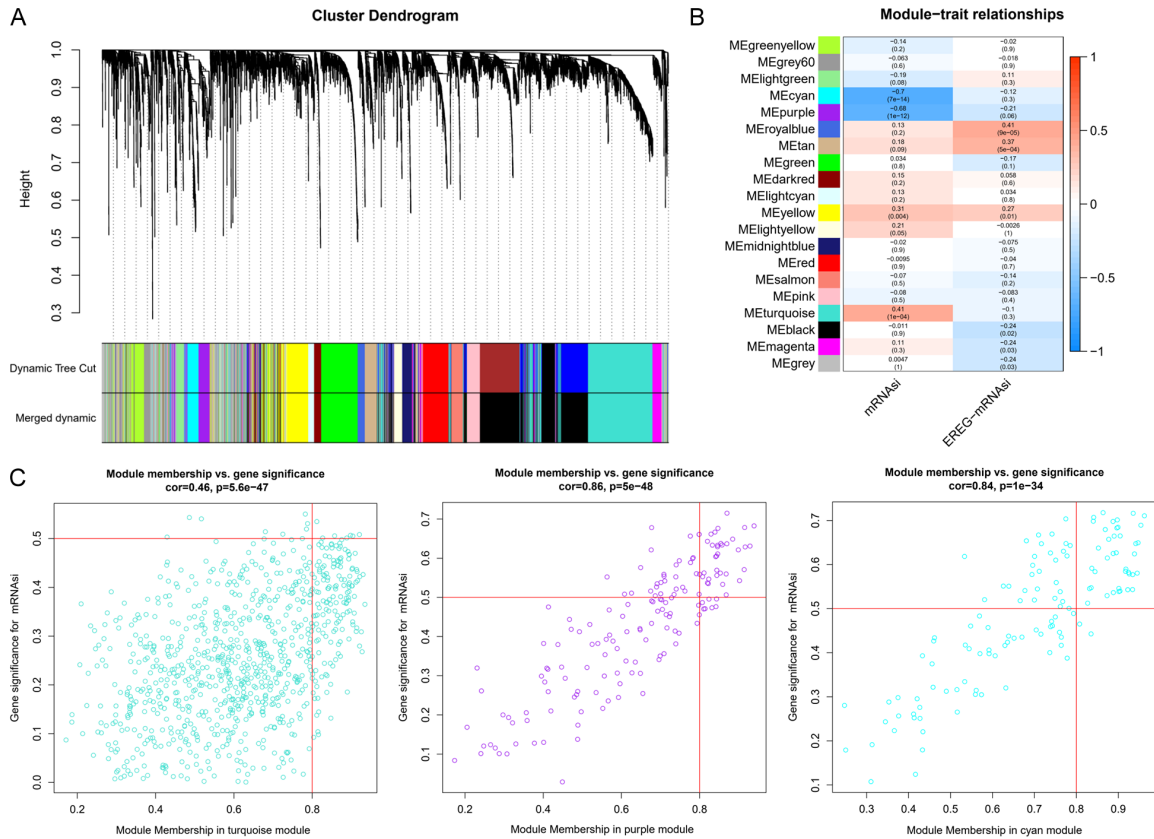 A
Cluster Dendrogram
Height
1.0
0.9
0.8
0.7
0.6
0.5
0.4
0.3
Dynamic Tree Cut
Merged dynamic
B
Module−trait relationships
MEgreenyellow −0.14 (0.2) −0.02 (0.9)
MEgrey60 −0.063 (0.6) −0.018 (0.9)
MElightgreen −0.19 (0.08) 0.11 (0.3)
MEcyan −0.7 (7e−14) −0.12 (0.3)
MEpurple −0.68 (1e−12) −0.21 (0.06)
MEroyalblue 0.13 (0.2) 0.41 (9e−05)
MEtan 0.18 (0.09) 0.37 (5e−04)
MEgreen 0.034 (0.8) −0.17 (0.1)
MEdarkred 0.15 (0.2) 0.058 (0.6)
MElightcyan 0.13 (0.2) 0.034 (0.8)
MEyellow 0.31 (0.004) 0.27 (0.01)
MElightyellow 0.21 (0.05) −0.0026 (1)
MEmidnightblue −0.02 (0.9) −0.075 (0.5)
MEred −0.0095 (0.9) −0.04 (0.7)
MEsalmon −0.07 (0.5) −0.14 (0.2)
MEpink −0.08 (0.5) −0.083 (0.4)
MEturquoise 0.41 (1e−04) −0.1 (0.3)
MEblack −0.011 (0.9) −0.24 (0.02)
MEmagenta 0.11 (0.3) −0.24 (0.03)
MEgrey 0.0047 (1) −0.24 (0.03)
mRNAsi
EREG−mRNAsi
1
0.5
0
−0.5
−1
C
Module membership vs. gene significance
cor=0.46, p=5.6e−47
Gene significance for mRNAsi
0.5
0.4
0.3
0.2
0.1
0.0
0.2 0.4 0.6 0.8
Module Membership in turquoise module
Module membership vs. gene significance
cor=0.86, p=5e−48
Gene significance for mRNAsi
0.7
0.6
0.5
0.4
0.3
0.2
0.1
0.2 0.4 0.6 0.8
Module Membership in purple module
Module membership vs. gene significance
cor=0.84, p=1e−34
Gene significance for mRNAsi
0.7
0.6
0.5
0.4
0.3
0.2
0.1
0.3 0.4 0.5 0.6 0.7 0.8 0.9
Module Membership in cyan module